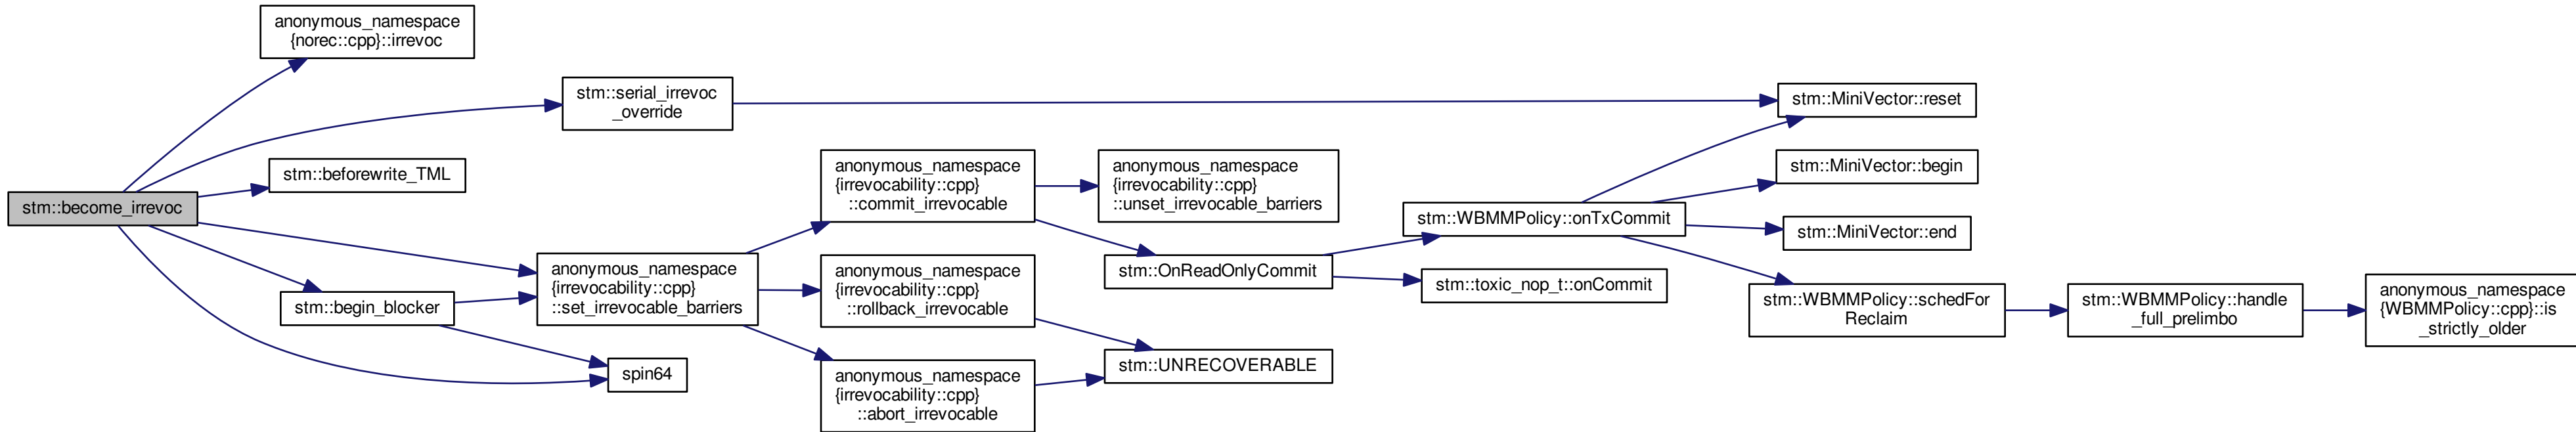 anonymous_namespace
{norec::cpp}::irrevoc
stm::serial_irrevoc
_override
stm::MiniVector::reset
stm::beforewrite_TML
stm::become_irrevoc
anonymous_namespace
{irrevocability::cpp}
::commit_irrevocable
anonymous_namespace
{irrevocability::cpp}
::unset_irrevocable_barriers
stm::MiniVector::begin
stm::WBMMPolicy::onTxCommit
stm::MiniVector::end
anonymous_namespace
{irrevocability::cpp}
::set_irrevocable_barriers
stm::begin_blocker
anonymous_namespace
{irrevocability::cpp}
::rollback_irrevocable
stm::OnReadOnlyCommit
stm::toxic_nop_t::onCommit
stm::WBMMPolicy::schedFor
Reclaim
stm::WBMMPolicy::handle
_full_prelimbo
anonymous_namespace
{WBMMPolicy::cpp}::is
_strictly_older
spin64
anonymous_namespace
{irrevocability::cpp}
::abort_irrevocable
stm::UNRECOVERABLE